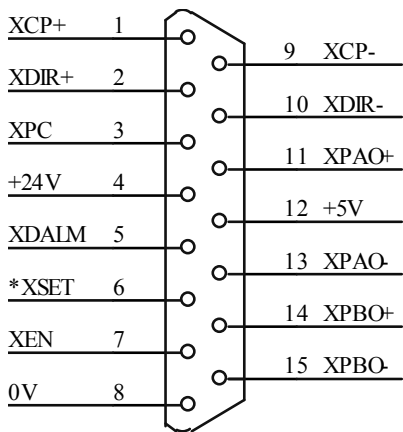 XCP+ 1
9 XCP-
XDIR+ 2
10 XDIR-
XPC 3
11 XPAO+
+24V 4
12 +5V
XDALM 5
13 XPAO-
*XSET 6
14 XPBO+
XEN 7
15 XPBO-
0V 8